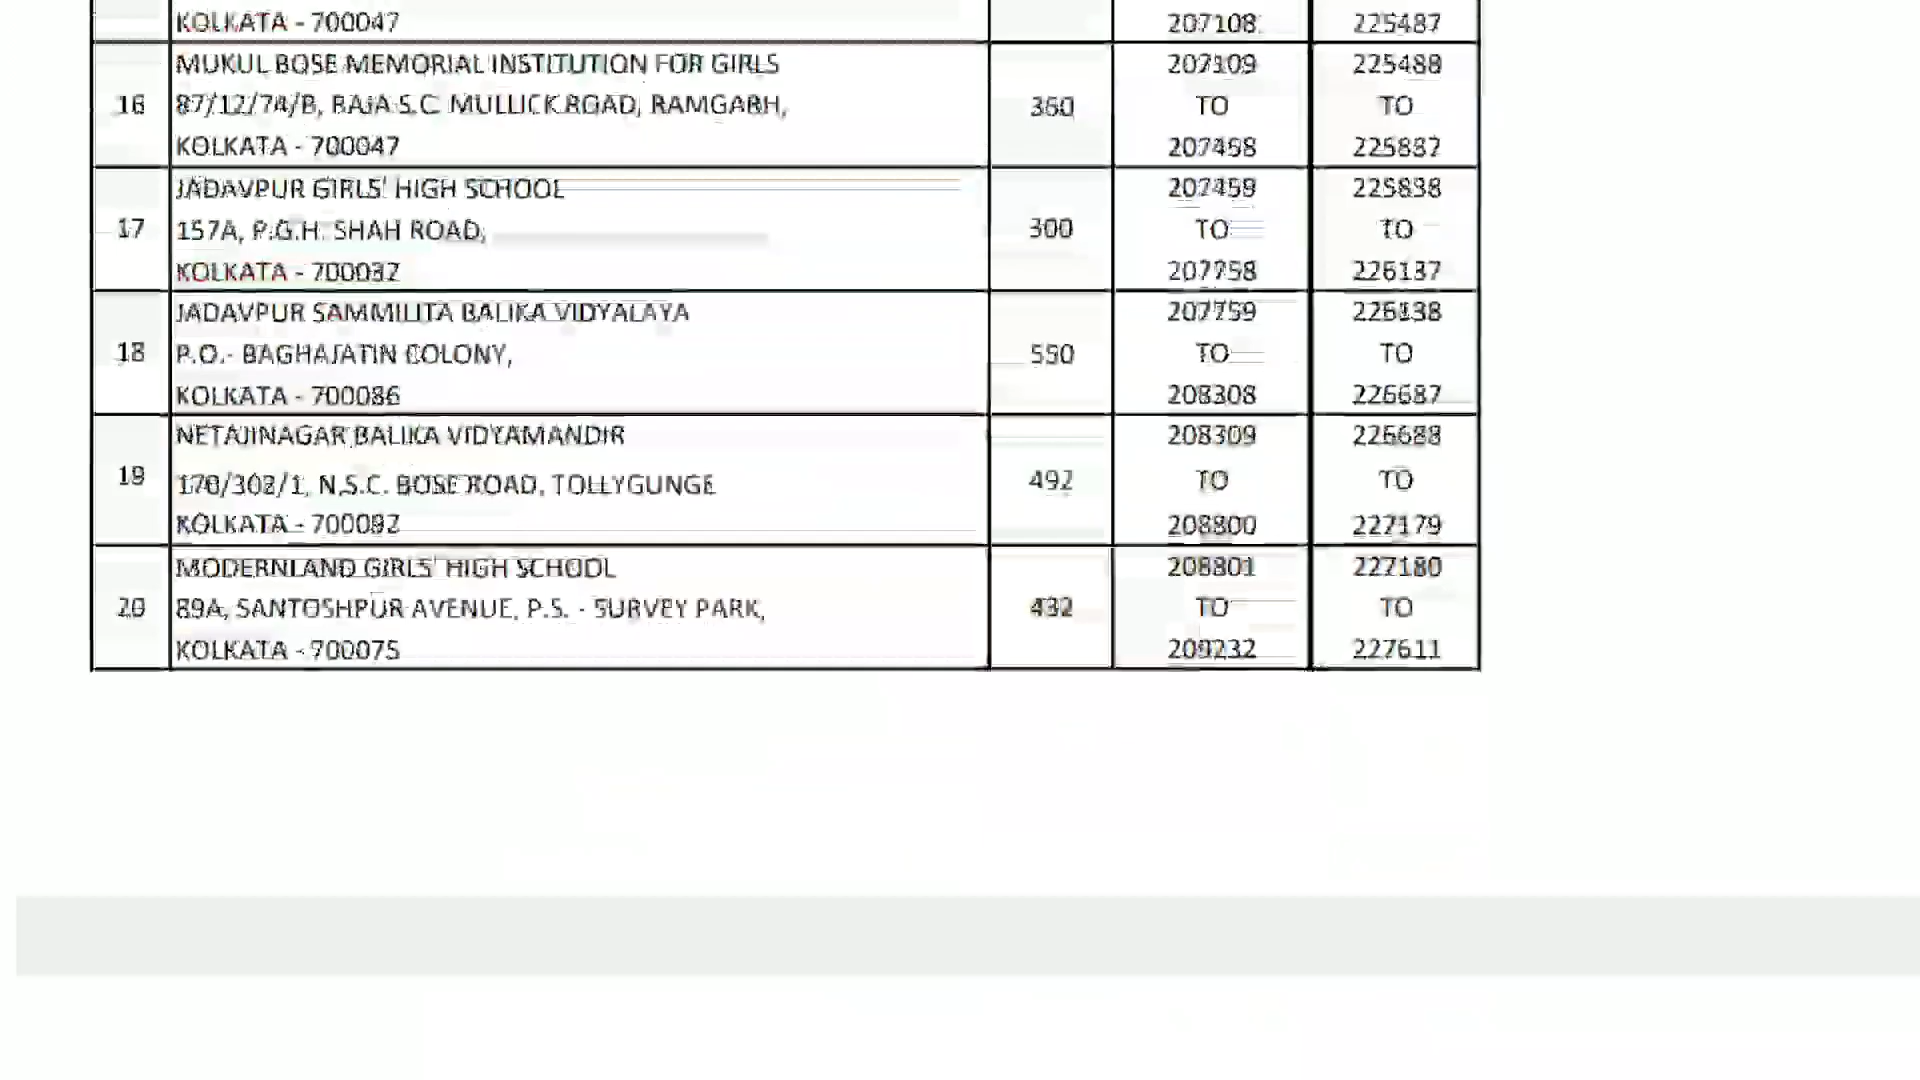 KOLKATA - 700047 207108 225487
MUKUL BOSE MEMORIAL INSTITUTION FOR GIRLS 207109 225488
16 87/12/74/B, RAJA S.C. MULLICK ROAD, RAMGARH, 350 TO TO
KOLKATA - 700047 207458 225837
JADAVPUR GIRLS' HIGH SCHOOL 207459 225838
17 157A, P.G.H. SHAH ROAD, 300 TO TO
KOLKATA - 700032 207758 226137
JADAVPUR SAMMILITA BALIKA VIDYALAYA 207759 226138
18 P.O.- BAGHAJATIN COLONY, 550 TO TO
KOLKATA - 700086 208308 226687
NETAJINAGAR BALIKA VIDYAMANDIR 208309 226688
19 N.S.C. BOSE ROAD, TOLLYGUNGE 492 TO TO
KOLKATA - 700092 208800 227179
MODERNLAND GIRLS' HIGH SCHOOL 208801 227180
20 89A, SANTOSHPUR AVENUE, P.S. - SURVEY PARK, 432 TO TO
KOLKATA - 700075 209232 227611